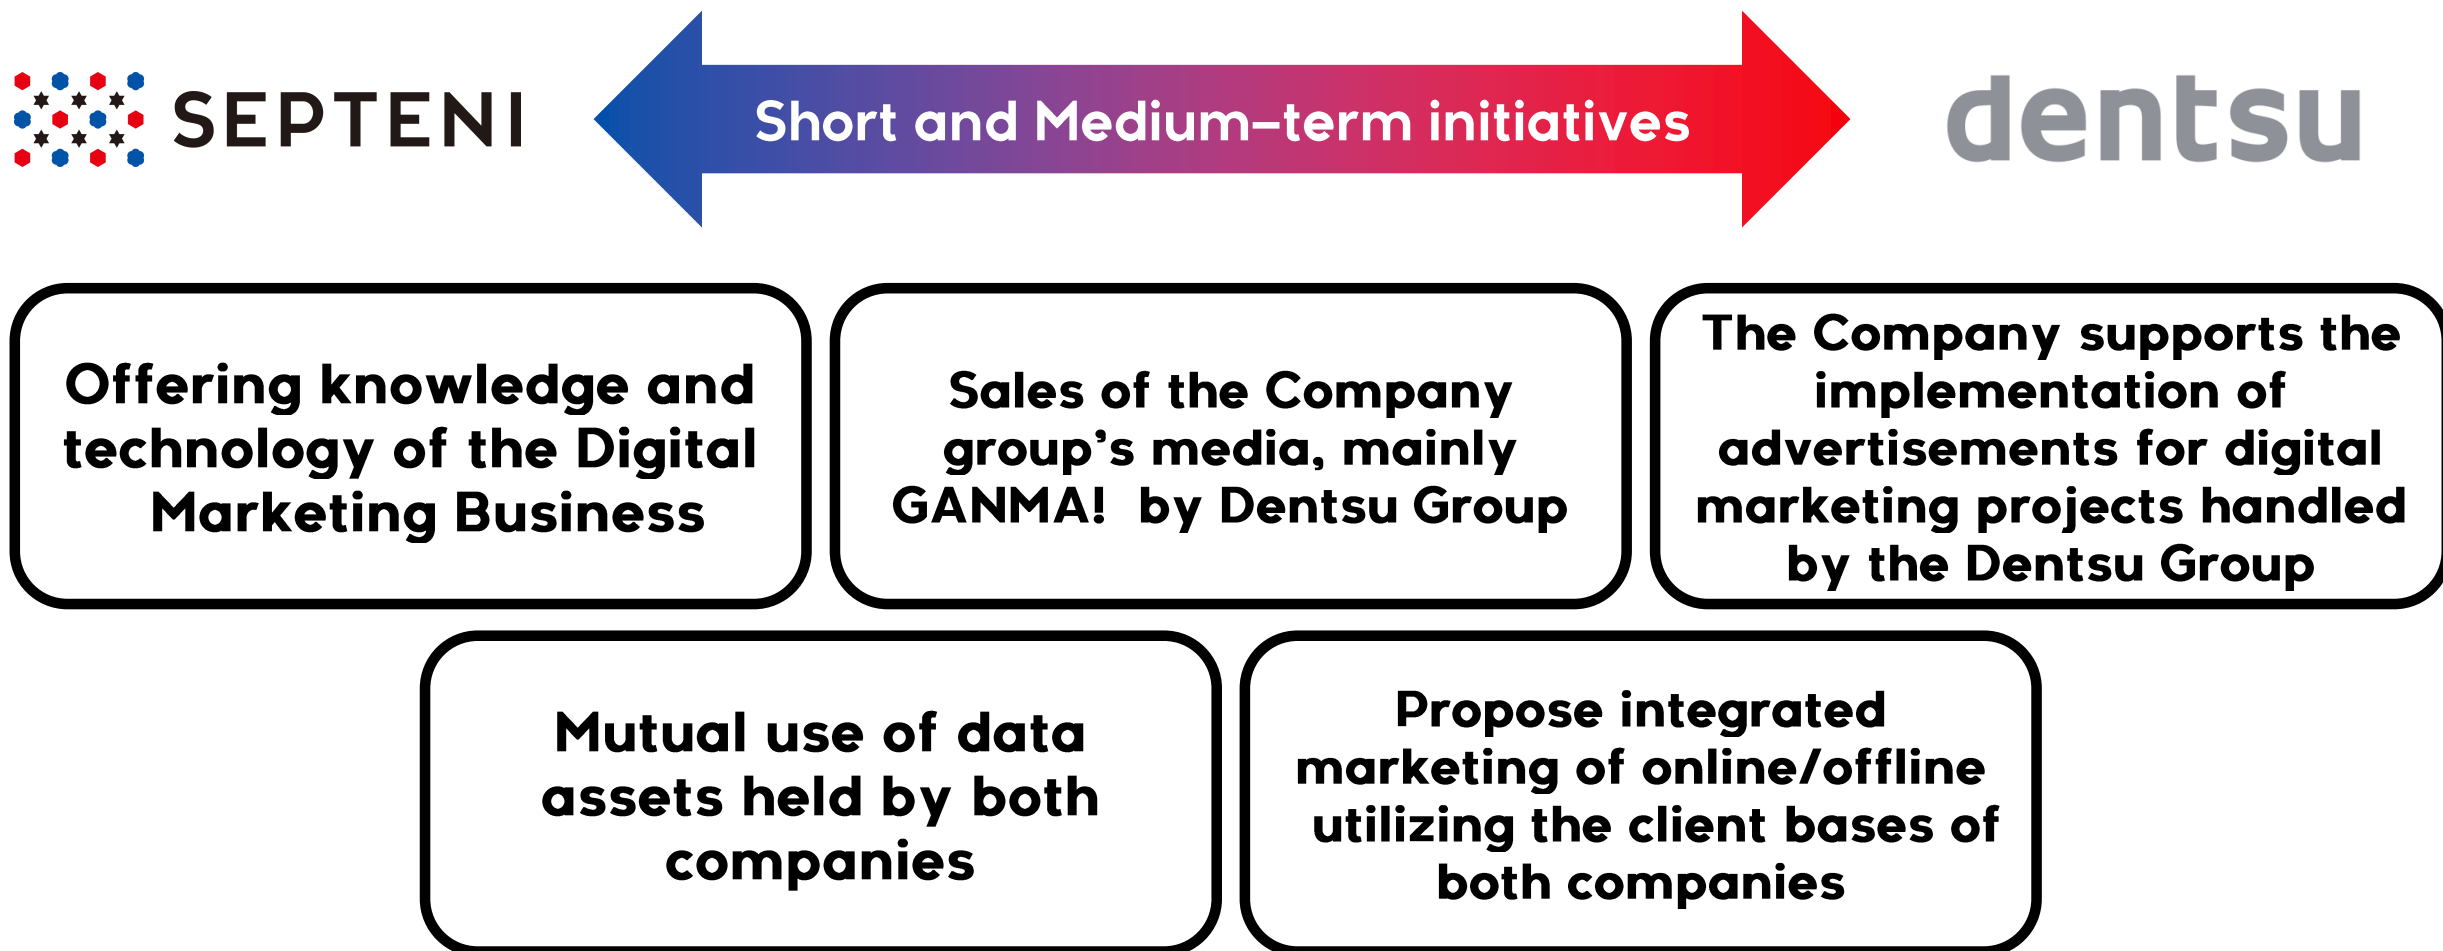 SEPTENI
Short and Medium-term initiatives
dentsu
Offering knowledge and
technology of the Digital
Marketing Business
Sales of the Company
group's media, mainly
GANMA! by Dentsu Group
The Company supports the
implementation of
advertisements for digital
marketing projects handled
by the Dentsu Group
Mutual use of data
assets held by both
companies
Propose integrated
marketing of online/offline
utilizing the client bases of
both companies